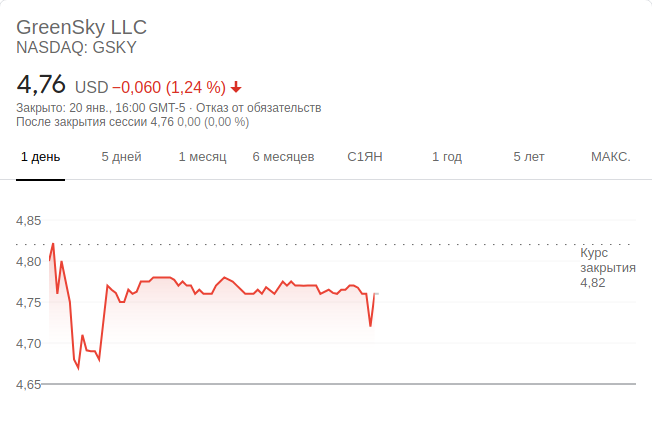 GreenSky LLC
NASDAQ: GSKY
4,76 USD −0,060 (1,24 %)
Закрыто: 20 янв., 16:00 GMT-5 · Отказ от обязательств
После закрытия сессии 4,76 0,00 (0,00 %)
1 день 5 дней 1 месяц 6 месяцев С1ЯН 1 год 5 лет МАКС.
4,85
Курс
закрытия
4,82
4,80
4,75
4,70
4,65